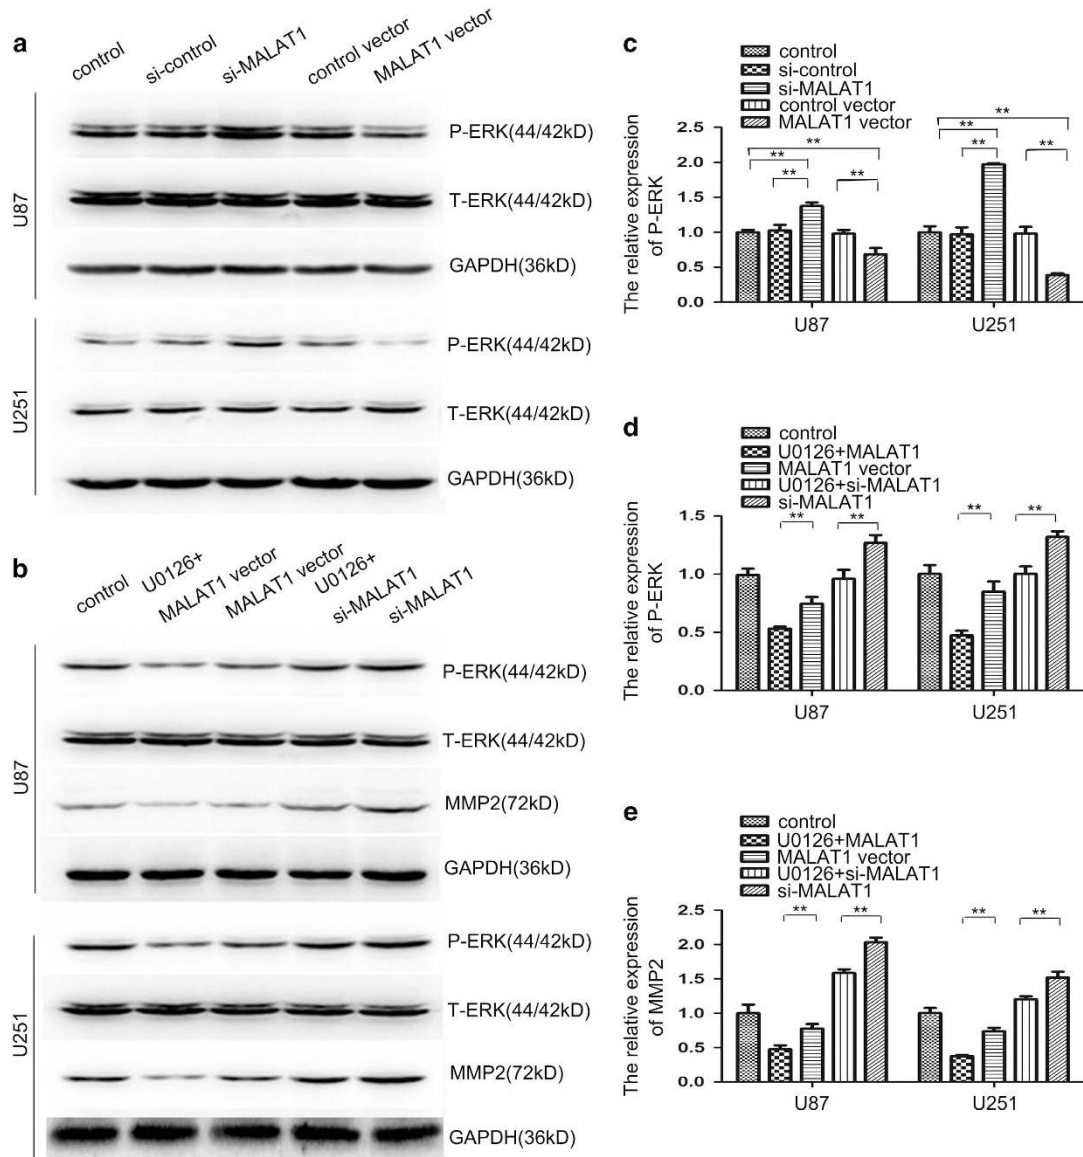 a
control
si-control
si-MALAT1
control vector
MALAT1 vector
U87
P-ERK(44/42kD)
T-ERK(44/42kD)
GAPDH(36kD)
U251
P-ERK(44/42kD)
T-ERK(44/42kD)
GAPDH(36kD)
b
control
U0126+
MALAT1 vector
MALAT1 vector
U0126+
si-MALAT1
si-MALAT1
U87
P-ERK(44/42kD)
T-ERK(44/42kD)
MMP2(72kD)
GAPDH(36kD)
U251
P-ERK(44/42kD)
T-ERK(44/42kD)
MMP2(72kD)
GAPDH(36kD)
c
control
si-control
si-MALAT1
control vector
MALAT1 vector
The relative expression
of P-ERK
2.5
2.0
1.5
1.0
0.5
0.0
**
**
**
**
**
**
**
**
U87
U251
d
control
U0126+MALAT1
MALAT1 vector
U0126+si-MALAT1
si-MALAT1
The relative expression
of P-ERK
1.5
1.0
0.5
0.0
**
**
**
**
U87
U251
e
control
U0126+MALAT1
MALAT1 vector
U0126+si-MALAT1
si-MALAT1
The relative expression
of MMP2
2.5
2.0
1.5
1.0
0.5
0.0
**
**
**
**
U87
U251